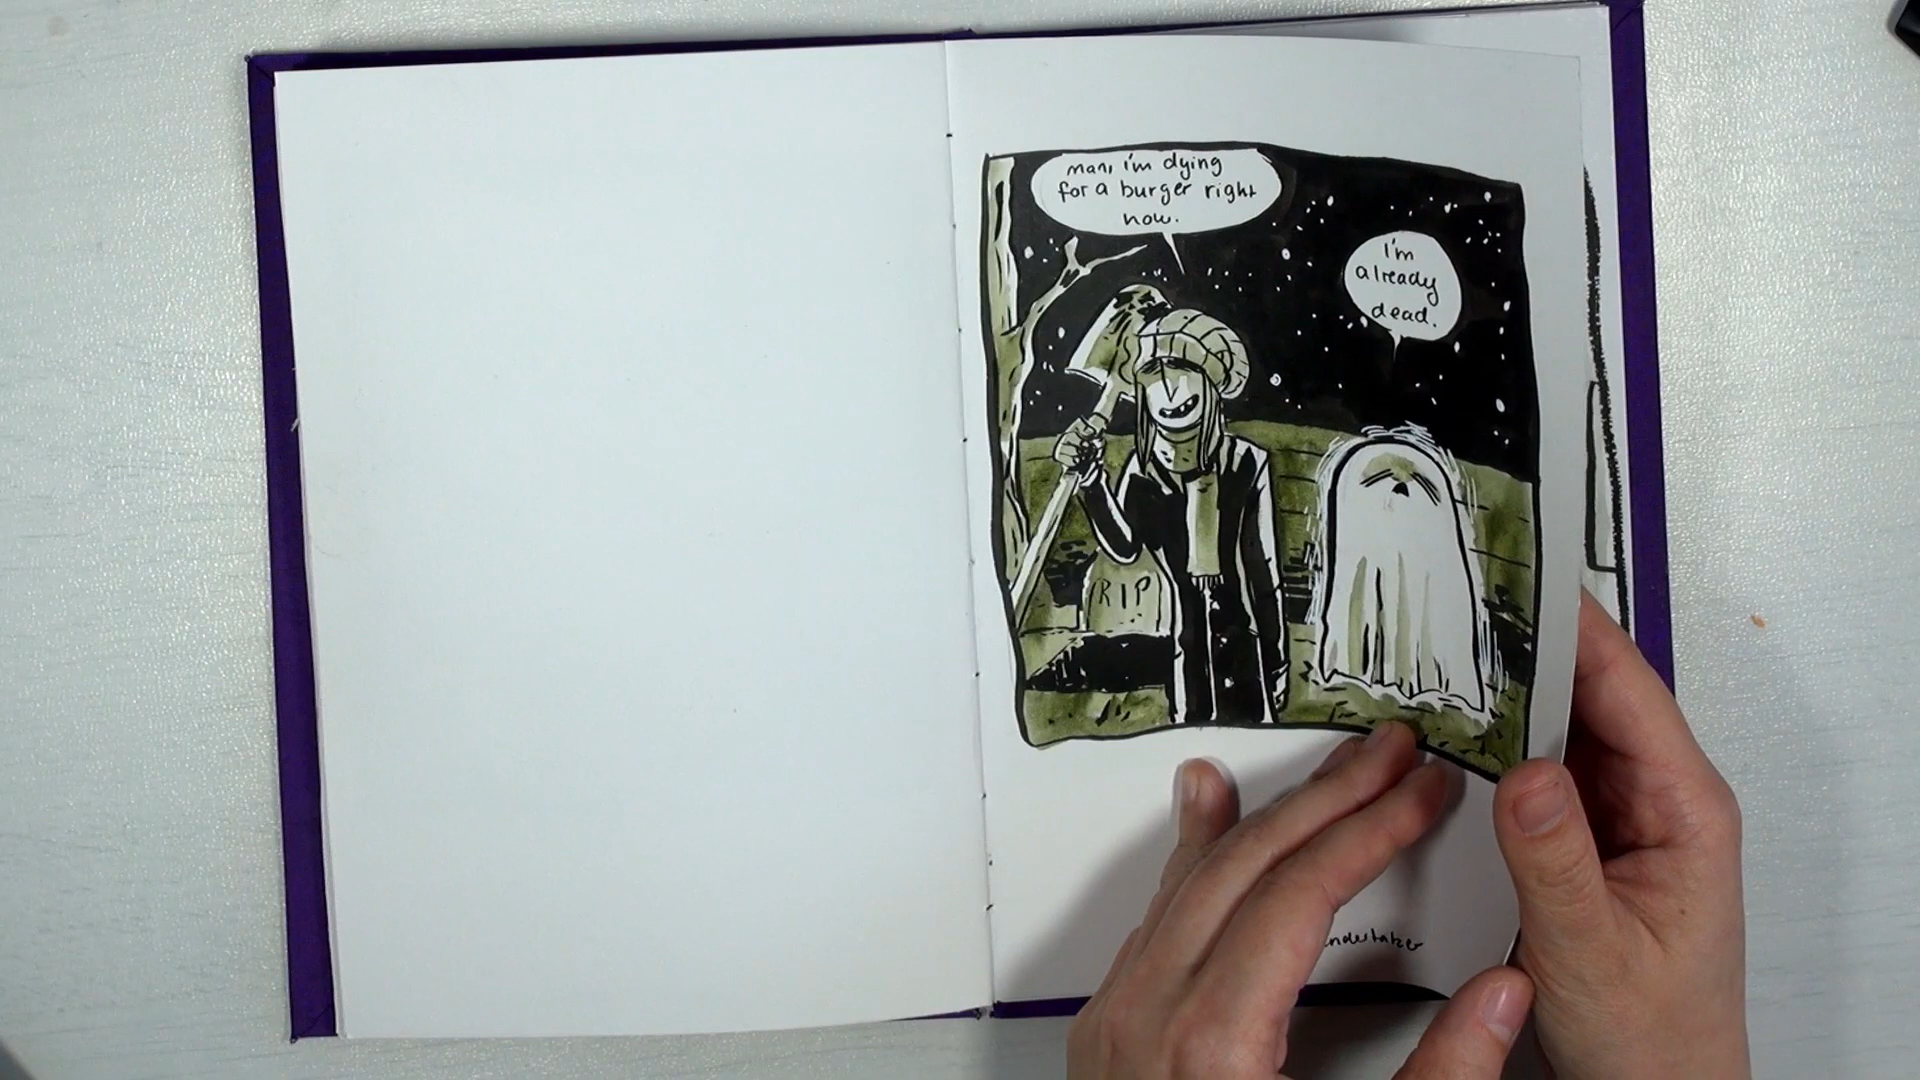 man, i'm dying
for a burger right
now.
I'm
already
dead.
RIP